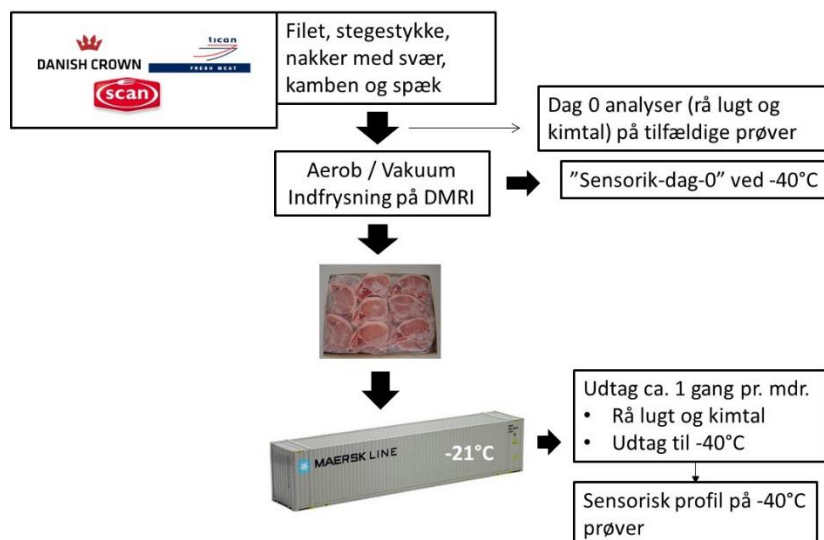 DANISH CROWN
tican
FRESH MEAT
scan
Filet, stegestykke,
nakker med svær,
kamben og spæk
Dag 0 analyser (rå lugt og
kimtal) på tilfældige prøver
Aerob / Vakuum
Indfrysning på DMRI
”Sensorik-dag-0” ved -40°C
MAERSK LINE
-21°C
Udtag ca. 1 gang pr. mdr.
• Rå lugt og kimtal
• Udtag til -40°C
Sensorisk profil på -40°C
prøver